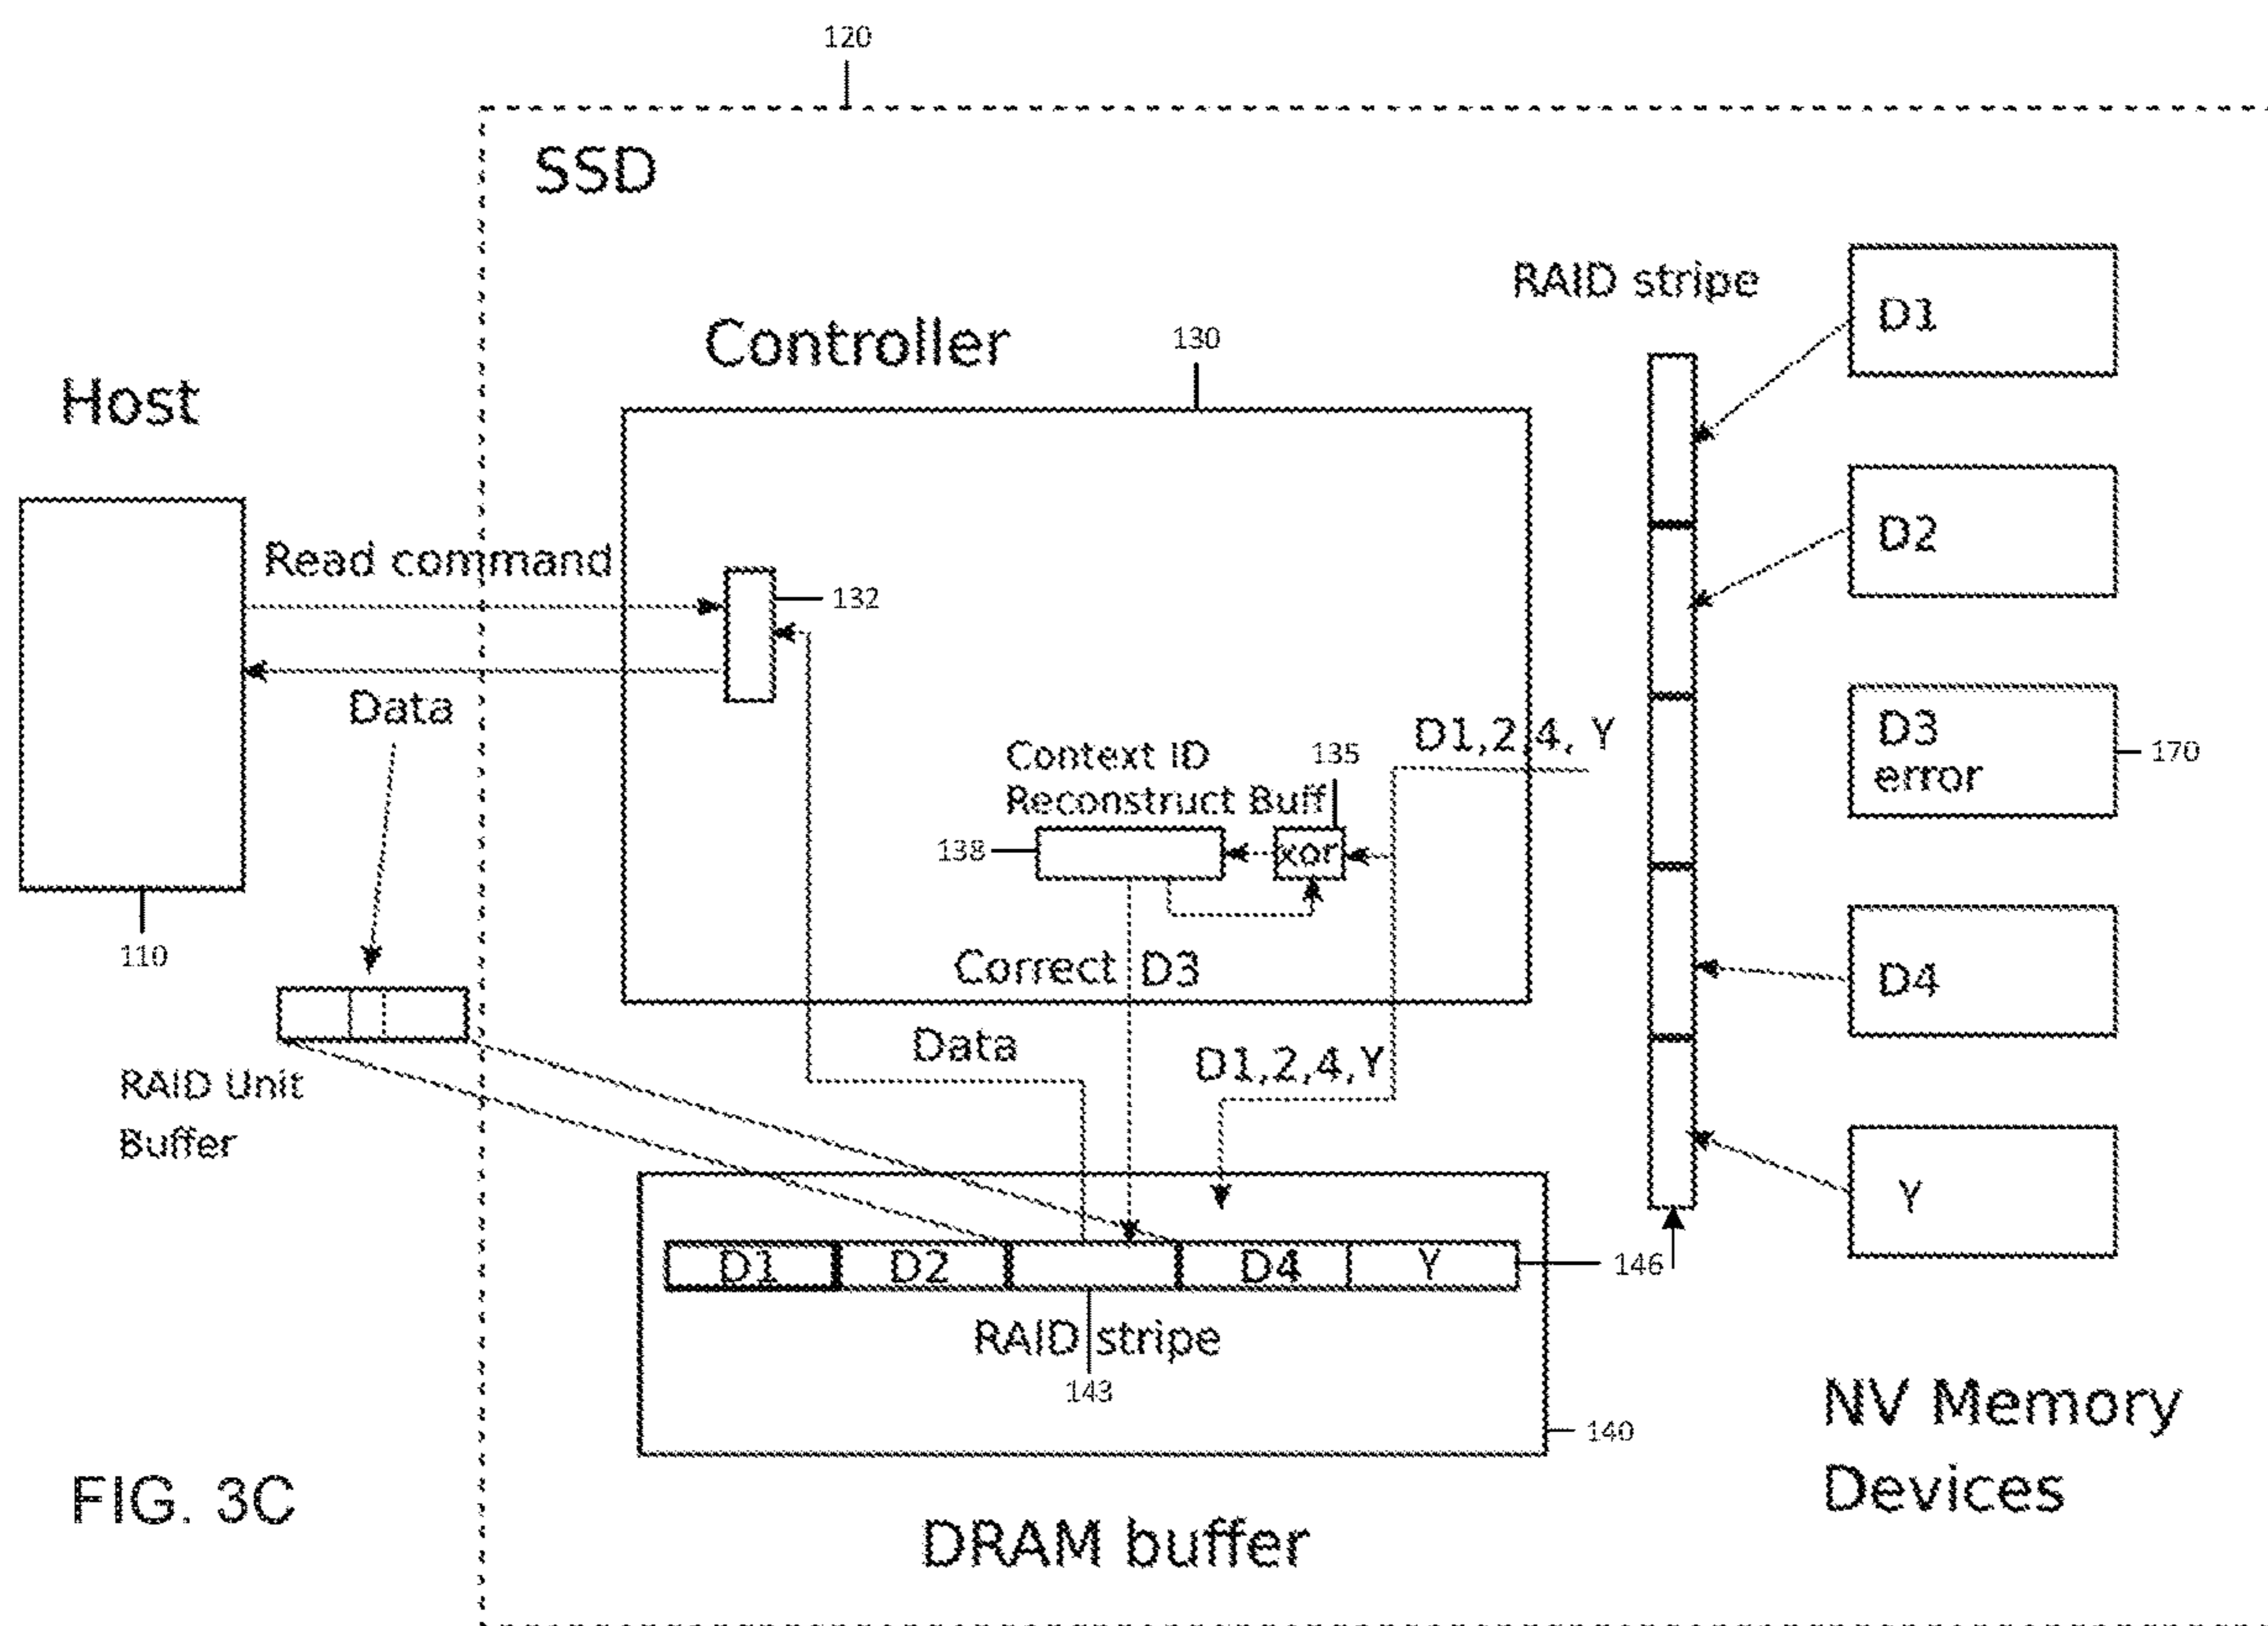 120
SSD
RAID stripe
D1
Controller
130
Host
D2
Read command
132
Data
D1,2,4, Y
D3
error
170
Context ID
Reconstruct Buff
135
138
xor
110
Correct D3
D4
Data
D1,2,4,Y
RAID Unit
Buffer
Y
D1
D2
D4
Y
146
RAID stripe
143
140
NV Memory
Devices
FIG. 3C
DRAM buffer